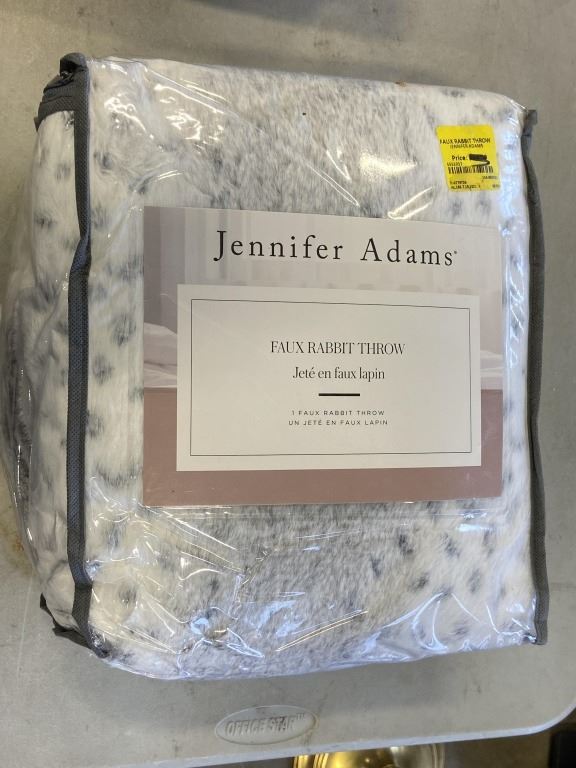 FAUX RABBIT THROW
JENNIFER ADAMS
Price:
Jennifer Adams®
FAUX RABBIT THROW
Jeté en faux lapin
1 FAUX RABBIT THROW
UN JETÉ EN FAUX LAPIN
OFFICE STAR™